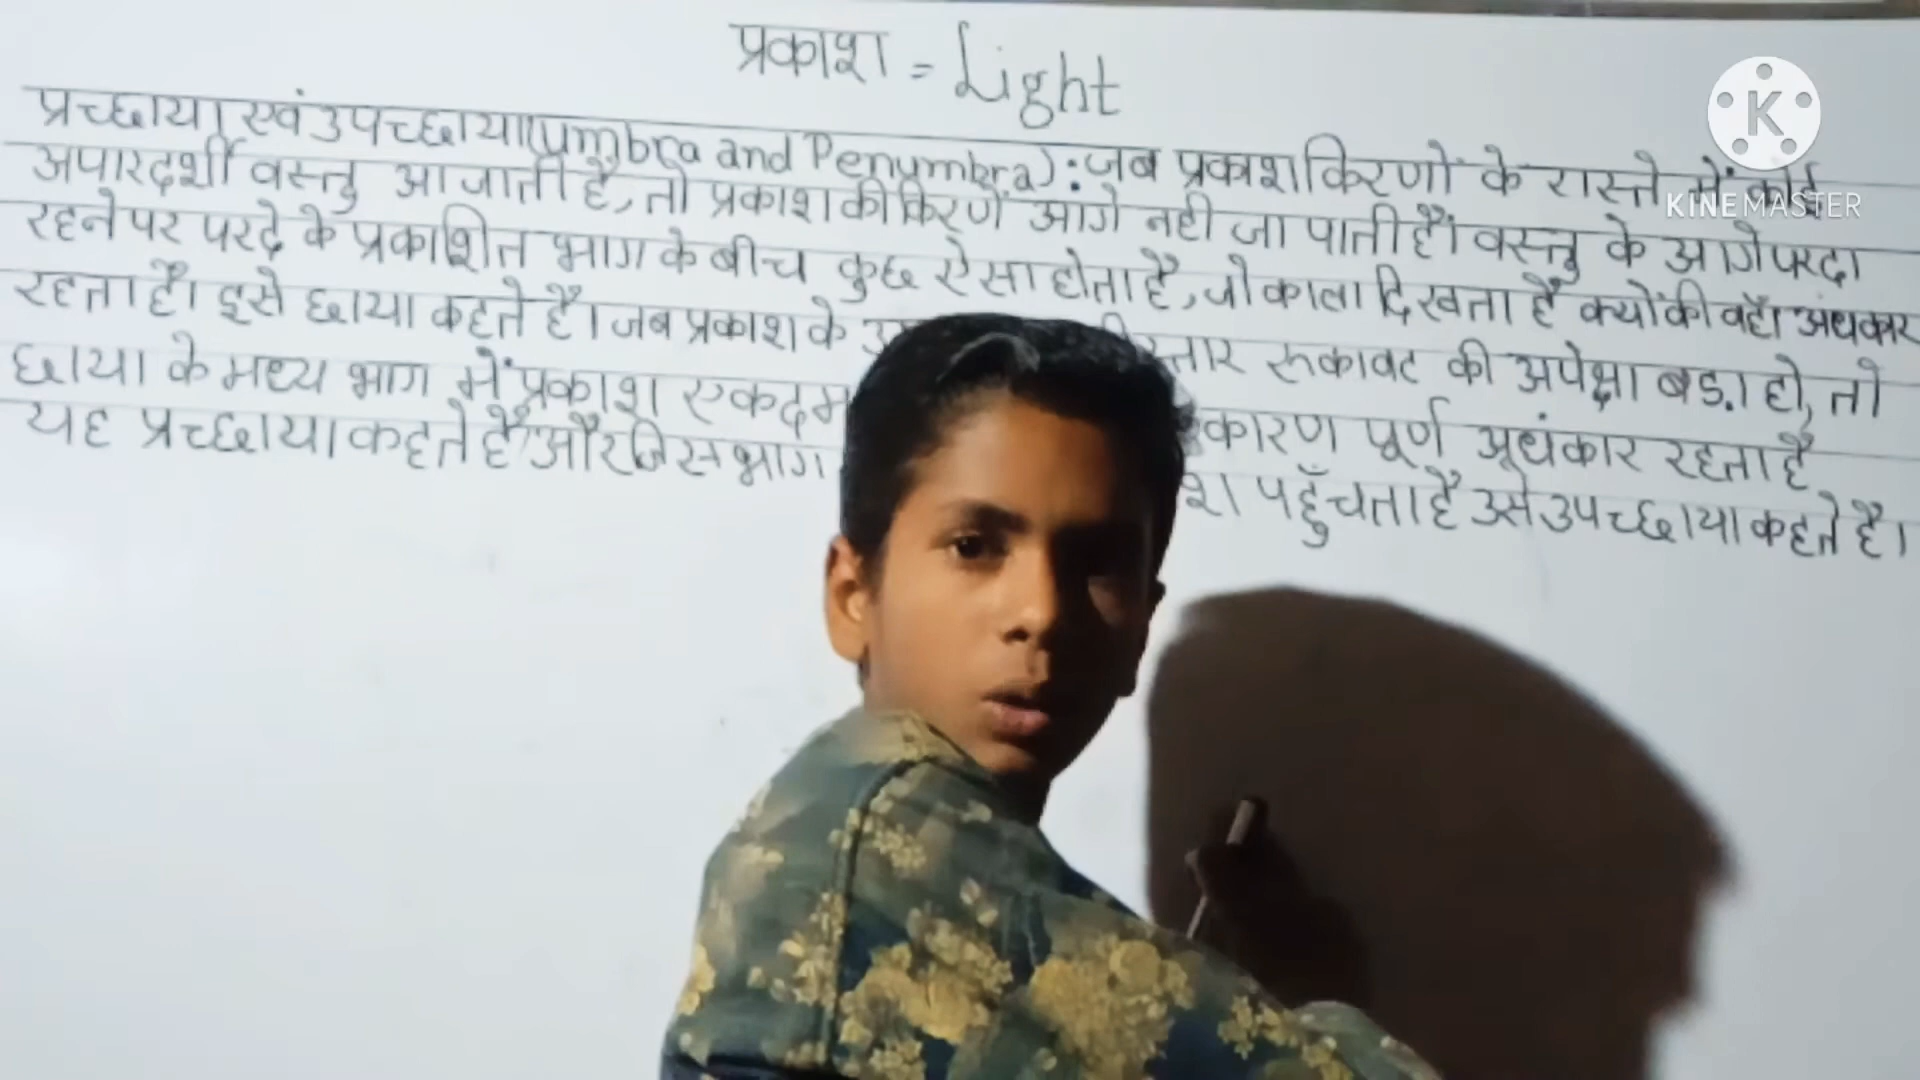 प्रकाश = Light
प्रच्छाया एवं उपच्छाया (Umbra and Penumbra) : जब प्रकाश किरणों के रास्ते में कोई
अपारदर्शी वस्तु आ जाती है, तो प्रकाश की किरणें आगे नही जा पाती हैं। वस्तु के आगे परदा
रहने पर परदे के प्रकाशित भाग के बीच कुछ ऐसा होता है, जो काला दिखता हैं क्योंकी वहाँ अंधकार
रहता है। इसे छाया कहते है। जब प्रकाश के रूकावट की अपेक्षा बड़ा हो, तो
छाया के मध्य भाग में प्रकाश एकदम कारण पूर्ण अधंकार रहता है
यह प्रच्छाया कहते है और जिस भाग पहुँचता है उसे उपच्छाया कहते है।
K
KINEMASTER